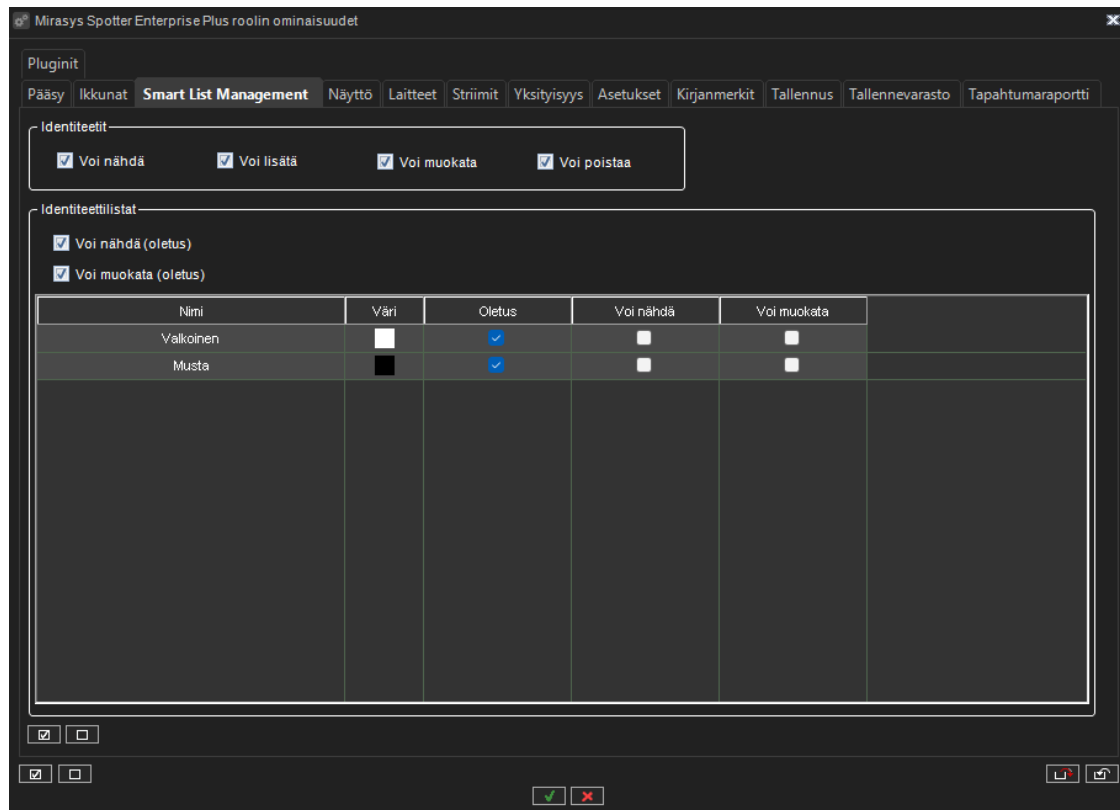 Mirasys Spotter Enterprise Plus roolin ominaisuudet
Pluginit
Pääsy Ikkunat Smart List Management Näyttö Laitteet Striimit Yksityisyys Asetukset Kirjanmerkit Tallennus Tallennevarasto Tapahtumaraportti
Identiteetit
Voi nähdä Voi lisätä Voi muokata Voi poistaa
Identiteettilistat
Voi nähdä (oletus)
Voi muokata (oletus)
Nimi Väri Oletus Voi nähdä Voi muokata
Valkoinen
Musta